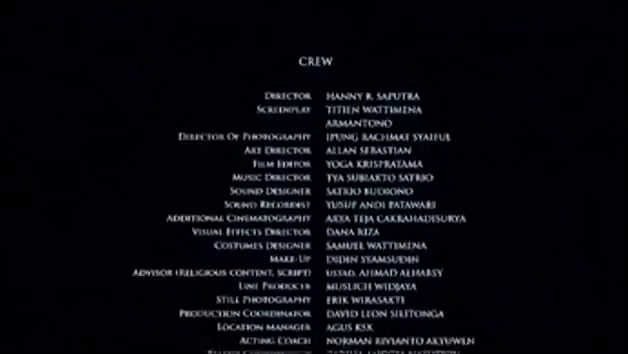 CREW
DIRECTOR HANNY R. SAPUTRA
SCREENPLAY TITIEN WATTIMENA
ARMANTONO
DIRECTOR OF PHOTOGRAPHY IPUNG RACHMAT SYAIFUL
ART DIRECTOR ALLAN SEBASTIAN
FILM EDITOR YOGA KRISPRATAMA
MUSIC DIRECTOR TYA SUBIAKTO SATRIO
SOUND DESIGNER SATRIO BUDIONO
SOUND RECORDIST YUSUF ANDI PATAWARI
ADDITIONAL CINEMATOGRAPHY ARYA TEJA CAKRAHADISURYA
VISUAL EFFECTS DIRECTOR DANA RIZA
COSTUMES DESIGNER SAMUEL WATTIMENA
MAKE-UP DIDIN SYAMSUDIN
ADVISOR (RELIGIOUS CONTENT, SCRIPT) USTAD. AHMAD ALHABSY
LINE PRODUCER MUSLICH WIDJAYA
STILL PHOTOGRAPHY ERIK WIRASAKTI
PRODUCTION COORDINATOR DAVID LEON SILITONGA
LOCATION MANAGER AGUS KSK
ACTING COACH NORMAN RIVIANTO AKYUWEN